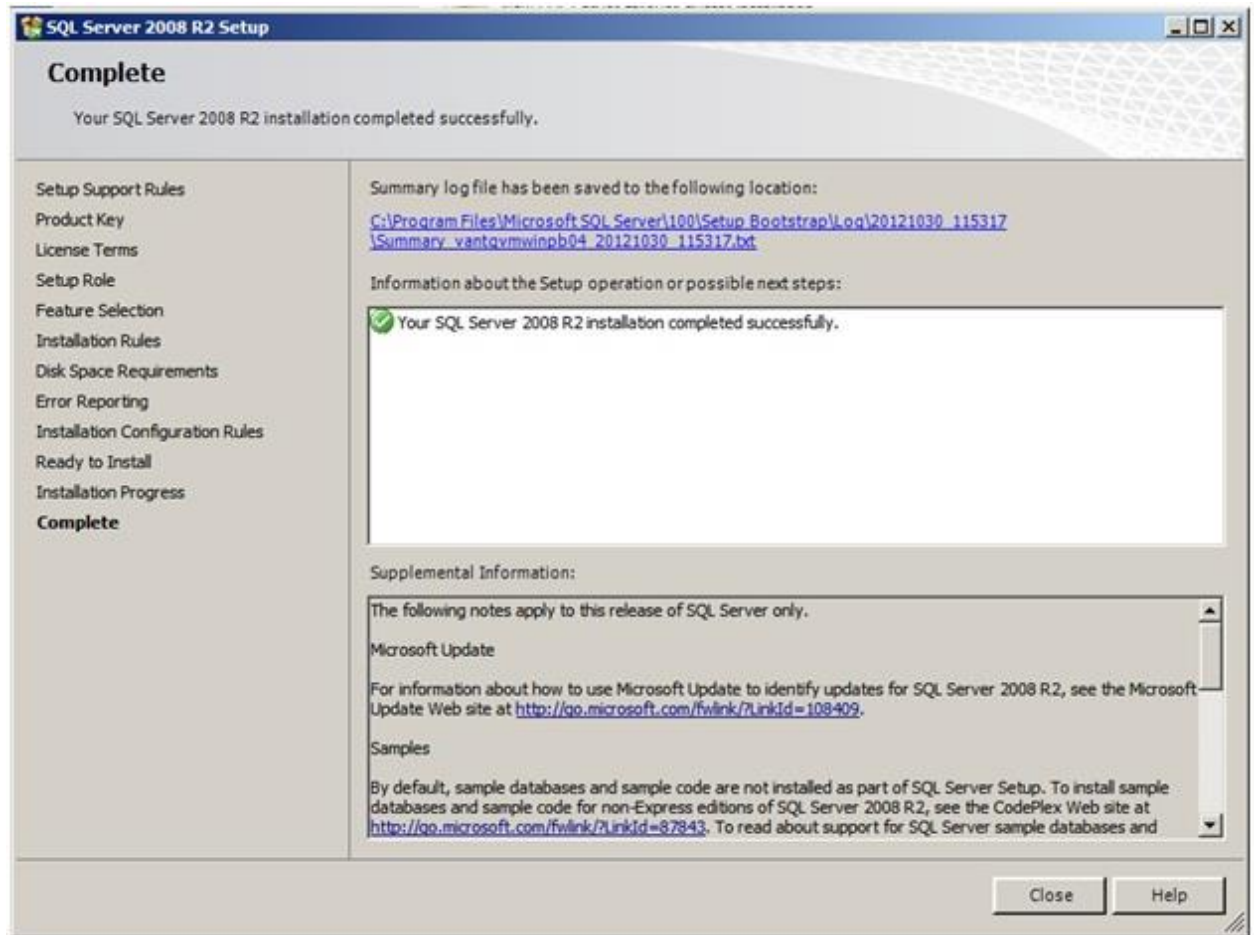 SQL Server 2008 R2 Setup
Complete
Your SQL Server 2008 R2 installation completed successfully.
Setup Support Rules
Product Key
License Terms
Setup Role
Feature Selection
Installation Rules
Disk Space Requirements
Error Reporting
Installation Configuration Rules
Ready to Install
Installation Progress
Complete
Summary log file has been saved to the following location:
C:\Program Files\Microsoft SQL Server\100\Setup Bootstrap\Log\20121030_115317
\Summary_vantgvmwinpb04_20121030_115317.txt
Information about the Setup operation or possible next steps:
Your SQL Server 2008 R2 installation completed successfully.
Supplemental Information:
The following notes apply to this release of SQL Server only.
Microsoft Update
For information about how to use Microsoft Update to identify updates for SQL Server 2008 R2, see the Microsoft
Update Web site at http://go.microsoft.com/fwlink/?LinkId=108409.
Samples
By default, sample databases and sample code are not installed as part of SQL Server Setup. To install sample
databases and sample code for non-Express editions of SQL Server 2008 R2, see the CodePlex Web site at
http://go.microsoft.com/fwlink/?LinkId=87843. To read about support for SQL Server sample databases and
Close
Help